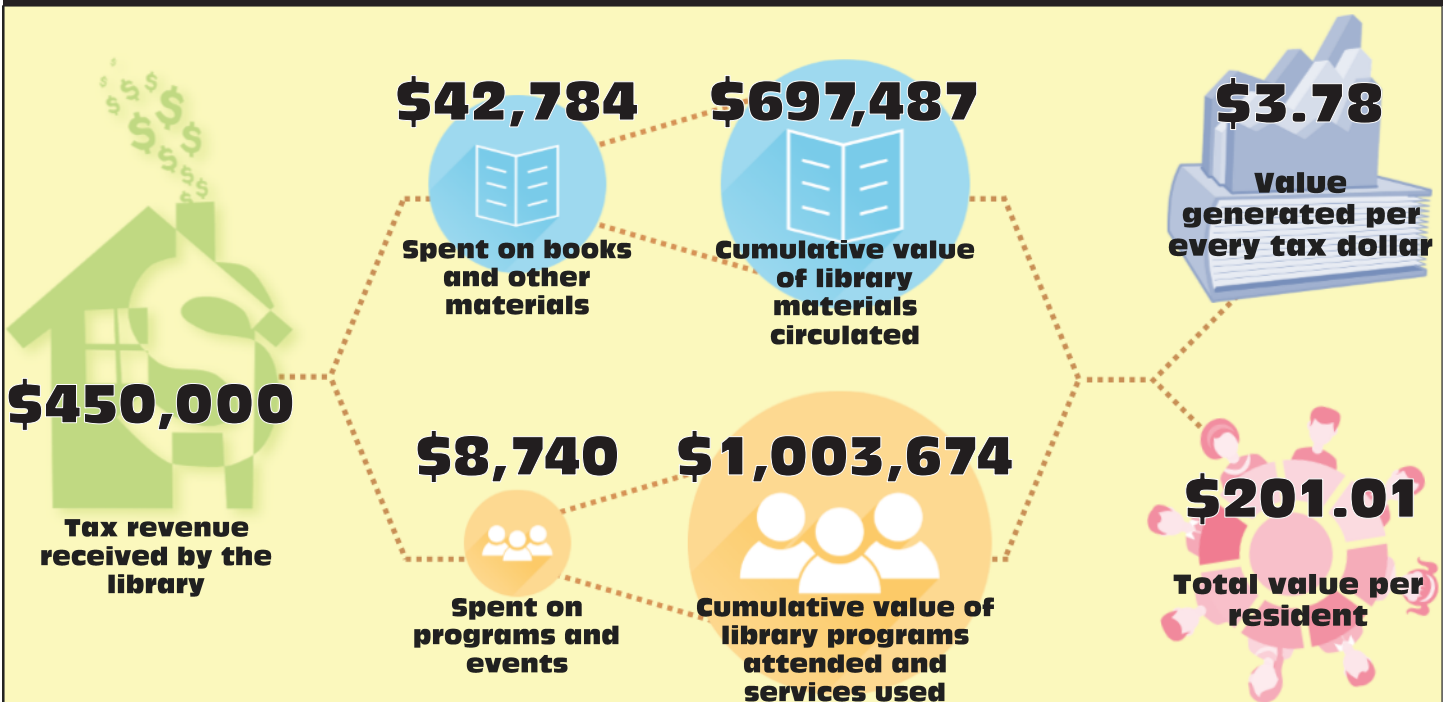 $450,000
Tax revenue
received by the
library
$42,784
Spent on books
and other
materials
$697,487
Cumulative value
of library
materials
circulated
$8,740
Spent on
programs and
events
$1,003,674
Cumulative value of
library programs
attended and
services used
$3.78
Value
generated per
every tax dollar
$201.01
Total value per
resident